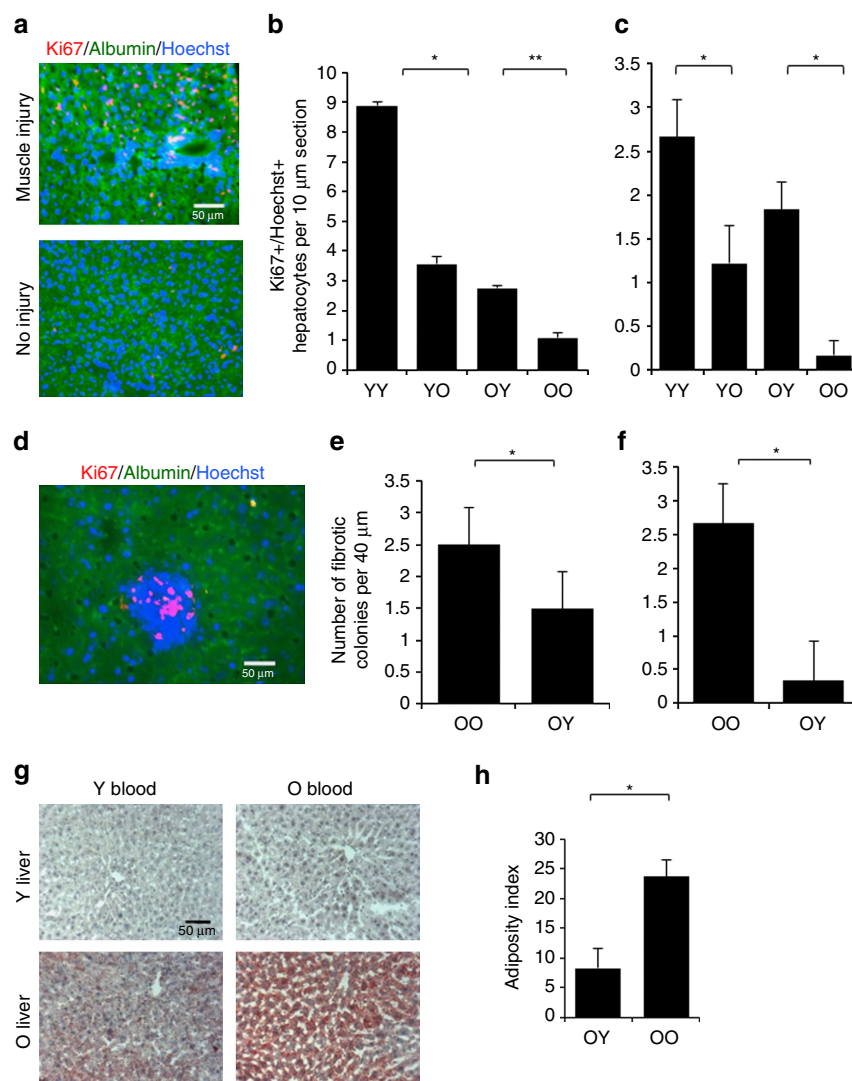 a
Ki67/Albumin/Hoechst
Muscle injury
50 μm
No injury
b
Ki67+/Hoechst+
hepatocytes per 10 μm section
* **
10
9
8
7
6
5
4
3
2
1
0
YY YO OY OO
c
* *
3.5
3
2.5
2
1.5
1
0.5
0
YY YO OY OO
d
Ki67/Albumin/Hoechst
50 μm
e
Number of fibrotic
colonies per 40 μm
*
3.5
3
2.5
2
1.5
1
0.5
0
OO OY
f
*
3.5
3
2.5
2
1.5
1
0.5
0
OO OY
g
Y blood O blood
Y liver
50 μm
O liver
h
*
Adiposity index
30
25
20
15
10
5
0
OY OO